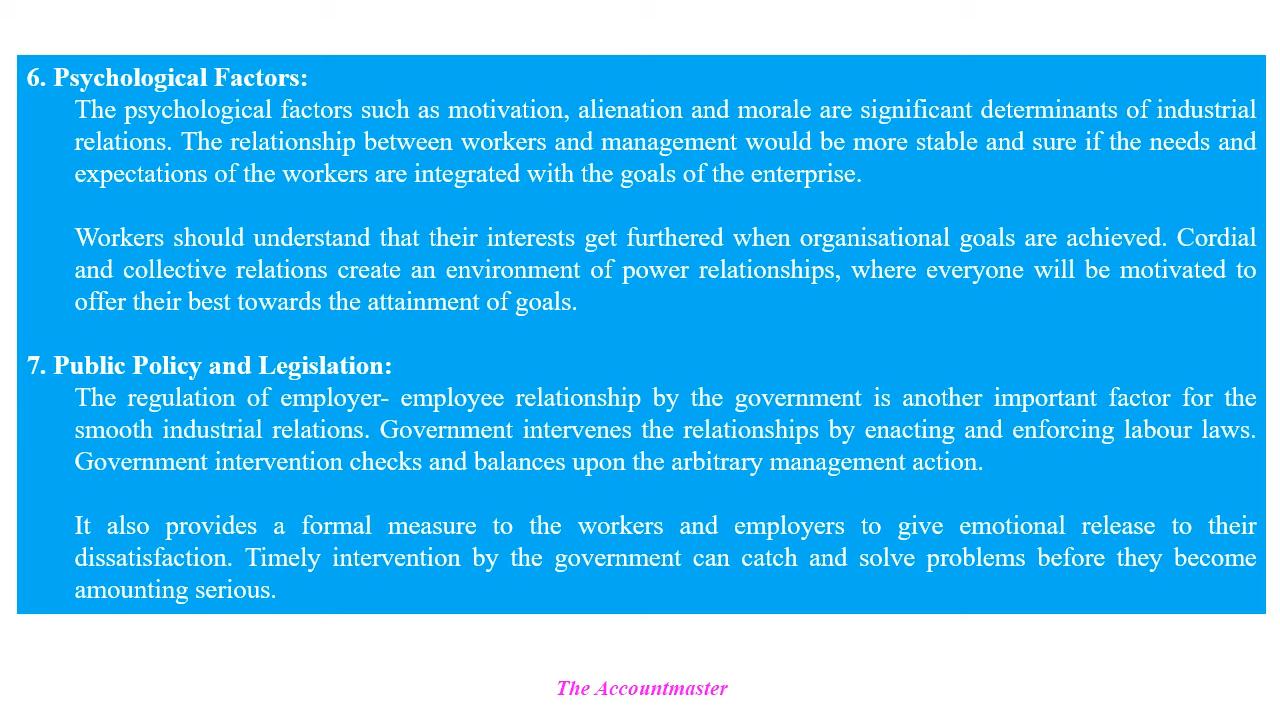 6. Psychological Factors:
The psychological factors such as motivation, alienation and morale are significant determinants of industrial
relations. The relationship between workers and management would be more stable and sure if the needs and
expectations of the workers are integrated with the goals of the enterprise.
Workers should understand that their interests get furthered when organisational goals are achieved. Cordial
and collective relations create an environment of power relationships, where everyone will be motivated to
offer their best towards the attainment of goals.
7. Public Policy and Legislation:
The regulation of employer- employee relationship by the government is another important factor for the
smooth industrial relations. Government intervenes the relationships by enacting and enforcing labour laws.
Government intervention checks and balances upon the arbitrary management action.
It also provides a formal measure to the workers and employers to give emotional release to their
dissatisfaction. Timely intervention by the government can catch and solve problems before they become
amounting serious.
The Accountmaster